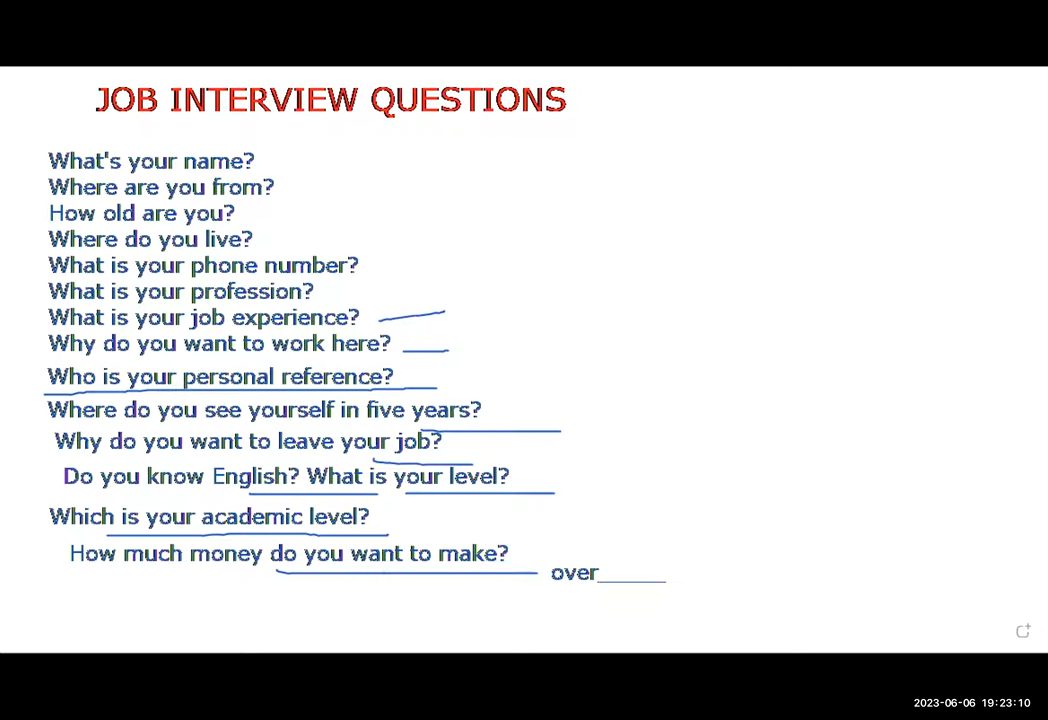 JOB INTERVIEW QUESTIONS
What's your name?
Where are you from?
How old are you?
Where do you live?
What is your phone number?
What is your profession?
What is your job experience?
Why do you want to work here?
Who is your personal reference?
Where do you see yourself in five years?
Why do you want to leave your job?
Do you know English? What is your level?
Which is your academic level?
How much money do you want to make?
over______
2023-06-06 19:23:10